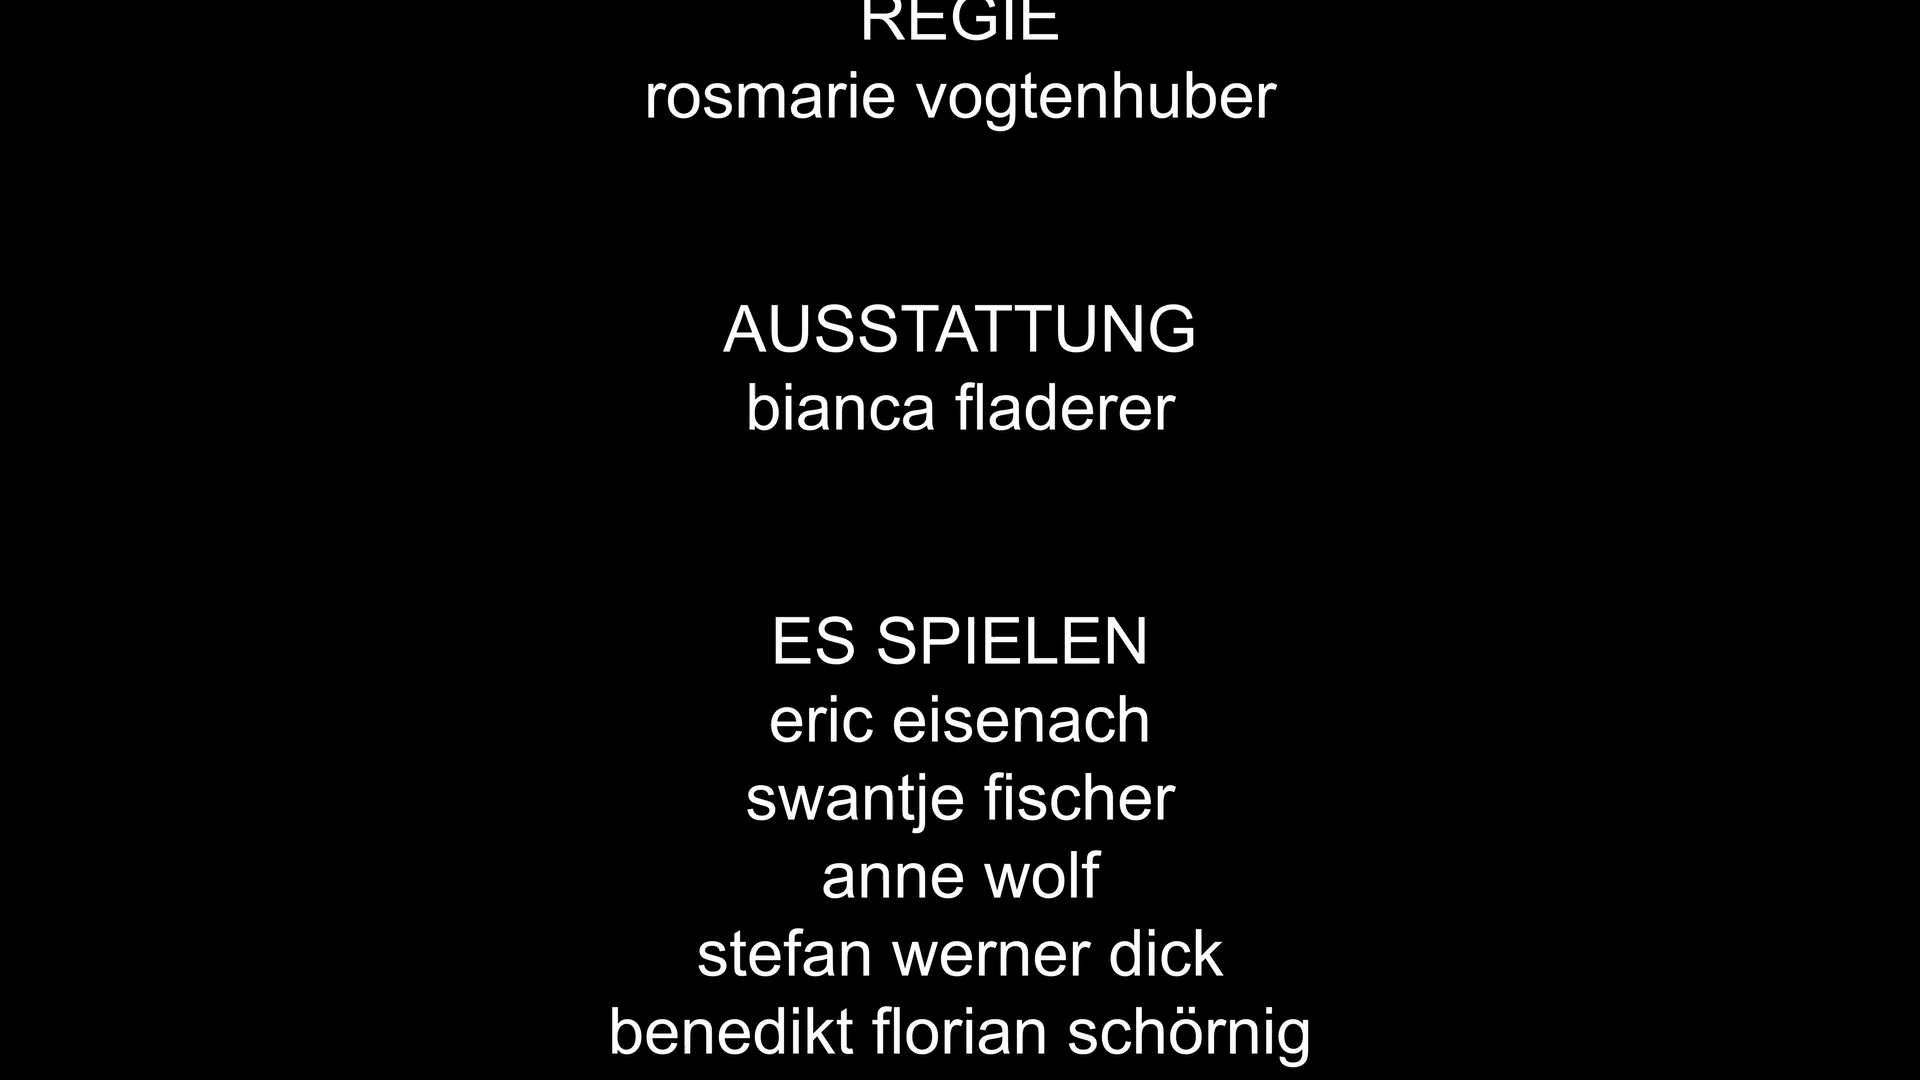 REGIE
rosmarie vogtenhuber
AUSSTATTUNG
bianca fladerer
ES SPIELEN
eric eisenach
swantje fischer
anne wolf
stefan werner dick
benedikt florian schörnig